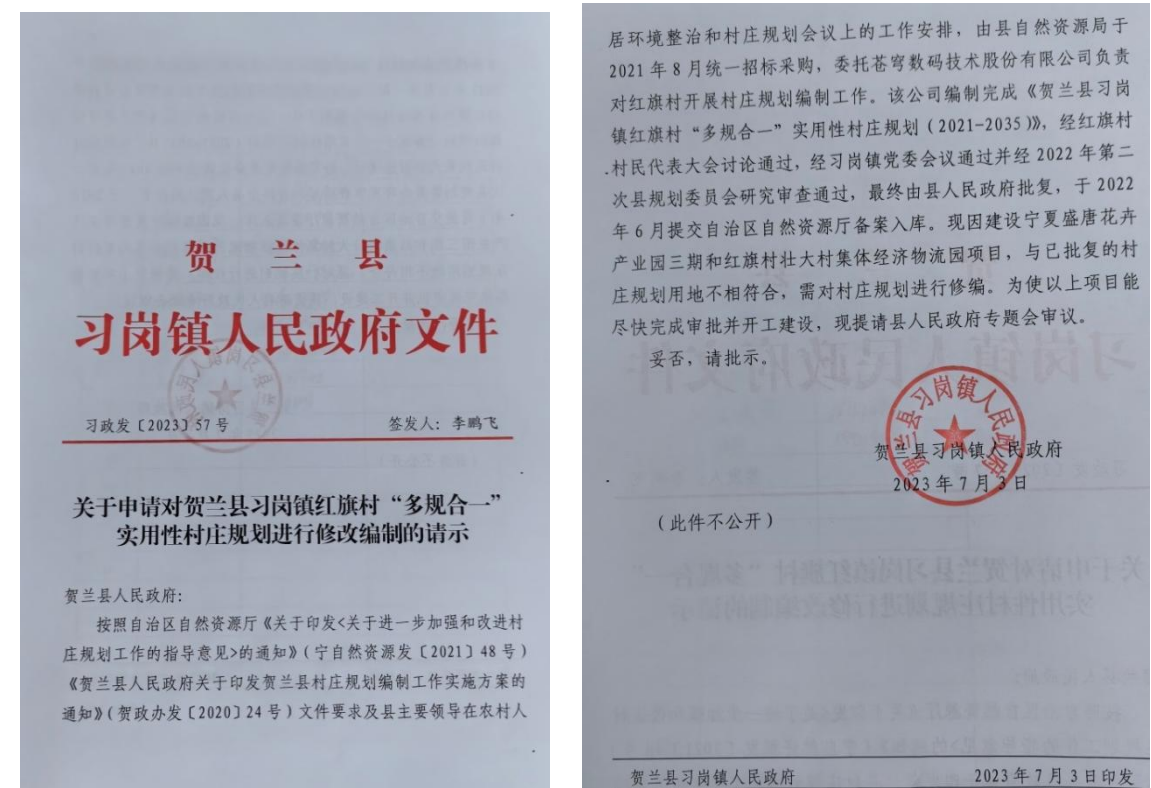 贺兰县
习岗镇人民政府文件
习政发〔2023〕57号 签发人：李鹏飞
关于申请对贺兰县习岗镇红旗村“多规合一”
实用性村庄规划进行修改编制的请示
贺兰县人民政府：
按照自治区自然资源厅《关于印发<关于进一步加强和改进村
庄规划工作的指导意见>的通知》（宁自然资源发〔2021〕48号）
《贺兰县人民政府关于印发贺兰县村庄规划编制工作实施方案的
通知》（贺政办发〔2020〕24号）文件要求及县主要领导在农村人
居环境整治和村庄规划会议上的工作安排，由县自然资源局于
2021年8月统一招标采购，委托苍穹数码技术股份有限公司负责
对红旗村开展村庄规划编制工作。该公司编制完成《贺兰县习岗
镇红旗村“多规合一”实用性村庄规划（2021-2035）》，经红旗村
村民代表大会讨论通过，经习岗镇党委会议通过并经2022年第二
次县规划委员会研究审查通过，最终由县人民政府批复，于2022
年6月提交自治区自然资源厅备案入库。现因建设宁夏盛唐花卉
产业园三期和红旗村壮大村集体经济物流园项目，与已批复的村
庄规划用地不相符合，需对村庄规划进行修编。为使以上项目能
尽快完成审批并开工建设，现提请县人民政府专题会审议。
妥否，请批示。
贺兰县习岗镇人民政府
贺兰县习岗镇人民政府
2023年7月3日
（此件不公开）
贺兰县习岗镇人民政府 2023年7月3日印发